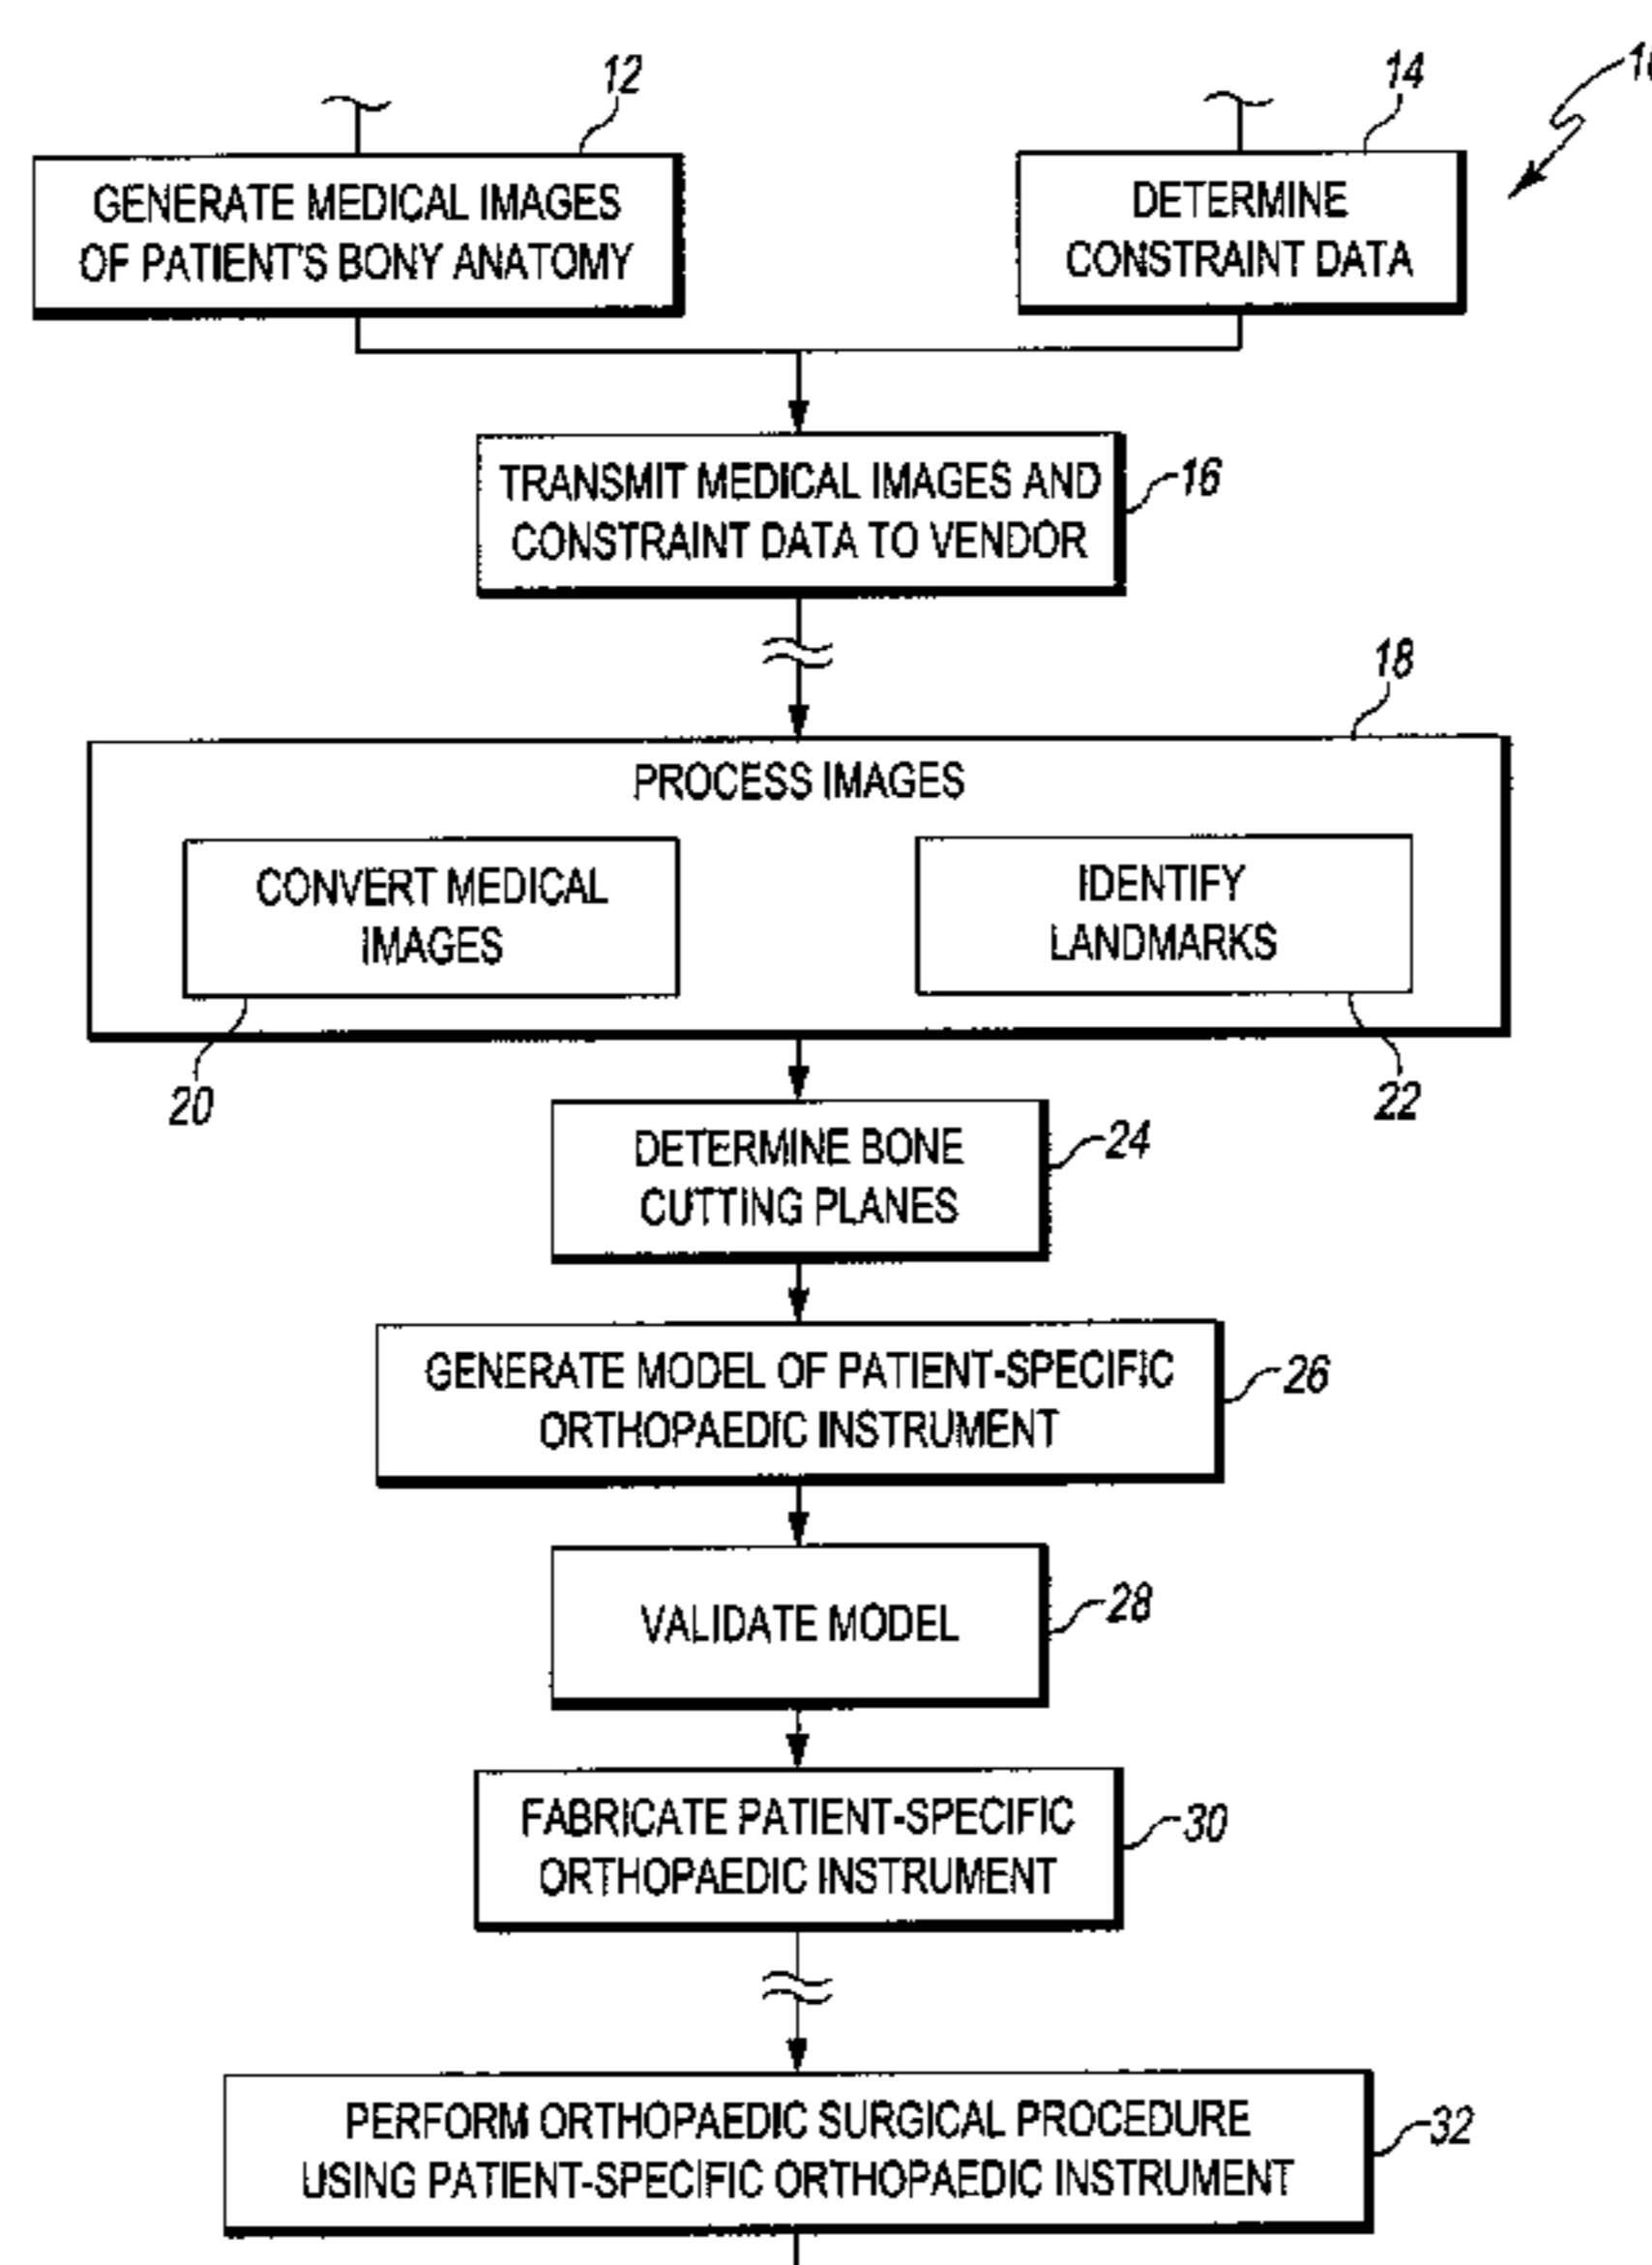 12
14
GENERATE MEDICAL IMAGES
OF PATIENT'S BONY ANATOMY
DETERMINE
CONSTRAINT DATA
TRANSMIT MEDICAL IMAGES AND
CONSTRAINT DATA TO VENDOR
16
18
PROCESS IMAGES
CONVERT MEDICAL
IMAGES
IDENTIFY
LANDMARKS
20
22
DETERMINE BONE
CUTTING PLANES
24
GENERATE MODEL OF PATIENT-SPECIFIC
ORTHOPAEDIC INSTRUMENT
26
VALIDATE MODEL
28
FABRICATE PATIENT-SPECIFIC
ORTHOPAEDIC INSTRUMENT
30
PERFORM ORTHOPAEDIC SURGICAL PROCEDURE
USING PATIENT-SPECIFIC ORTHOPAEDIC INSTRUMENT
32